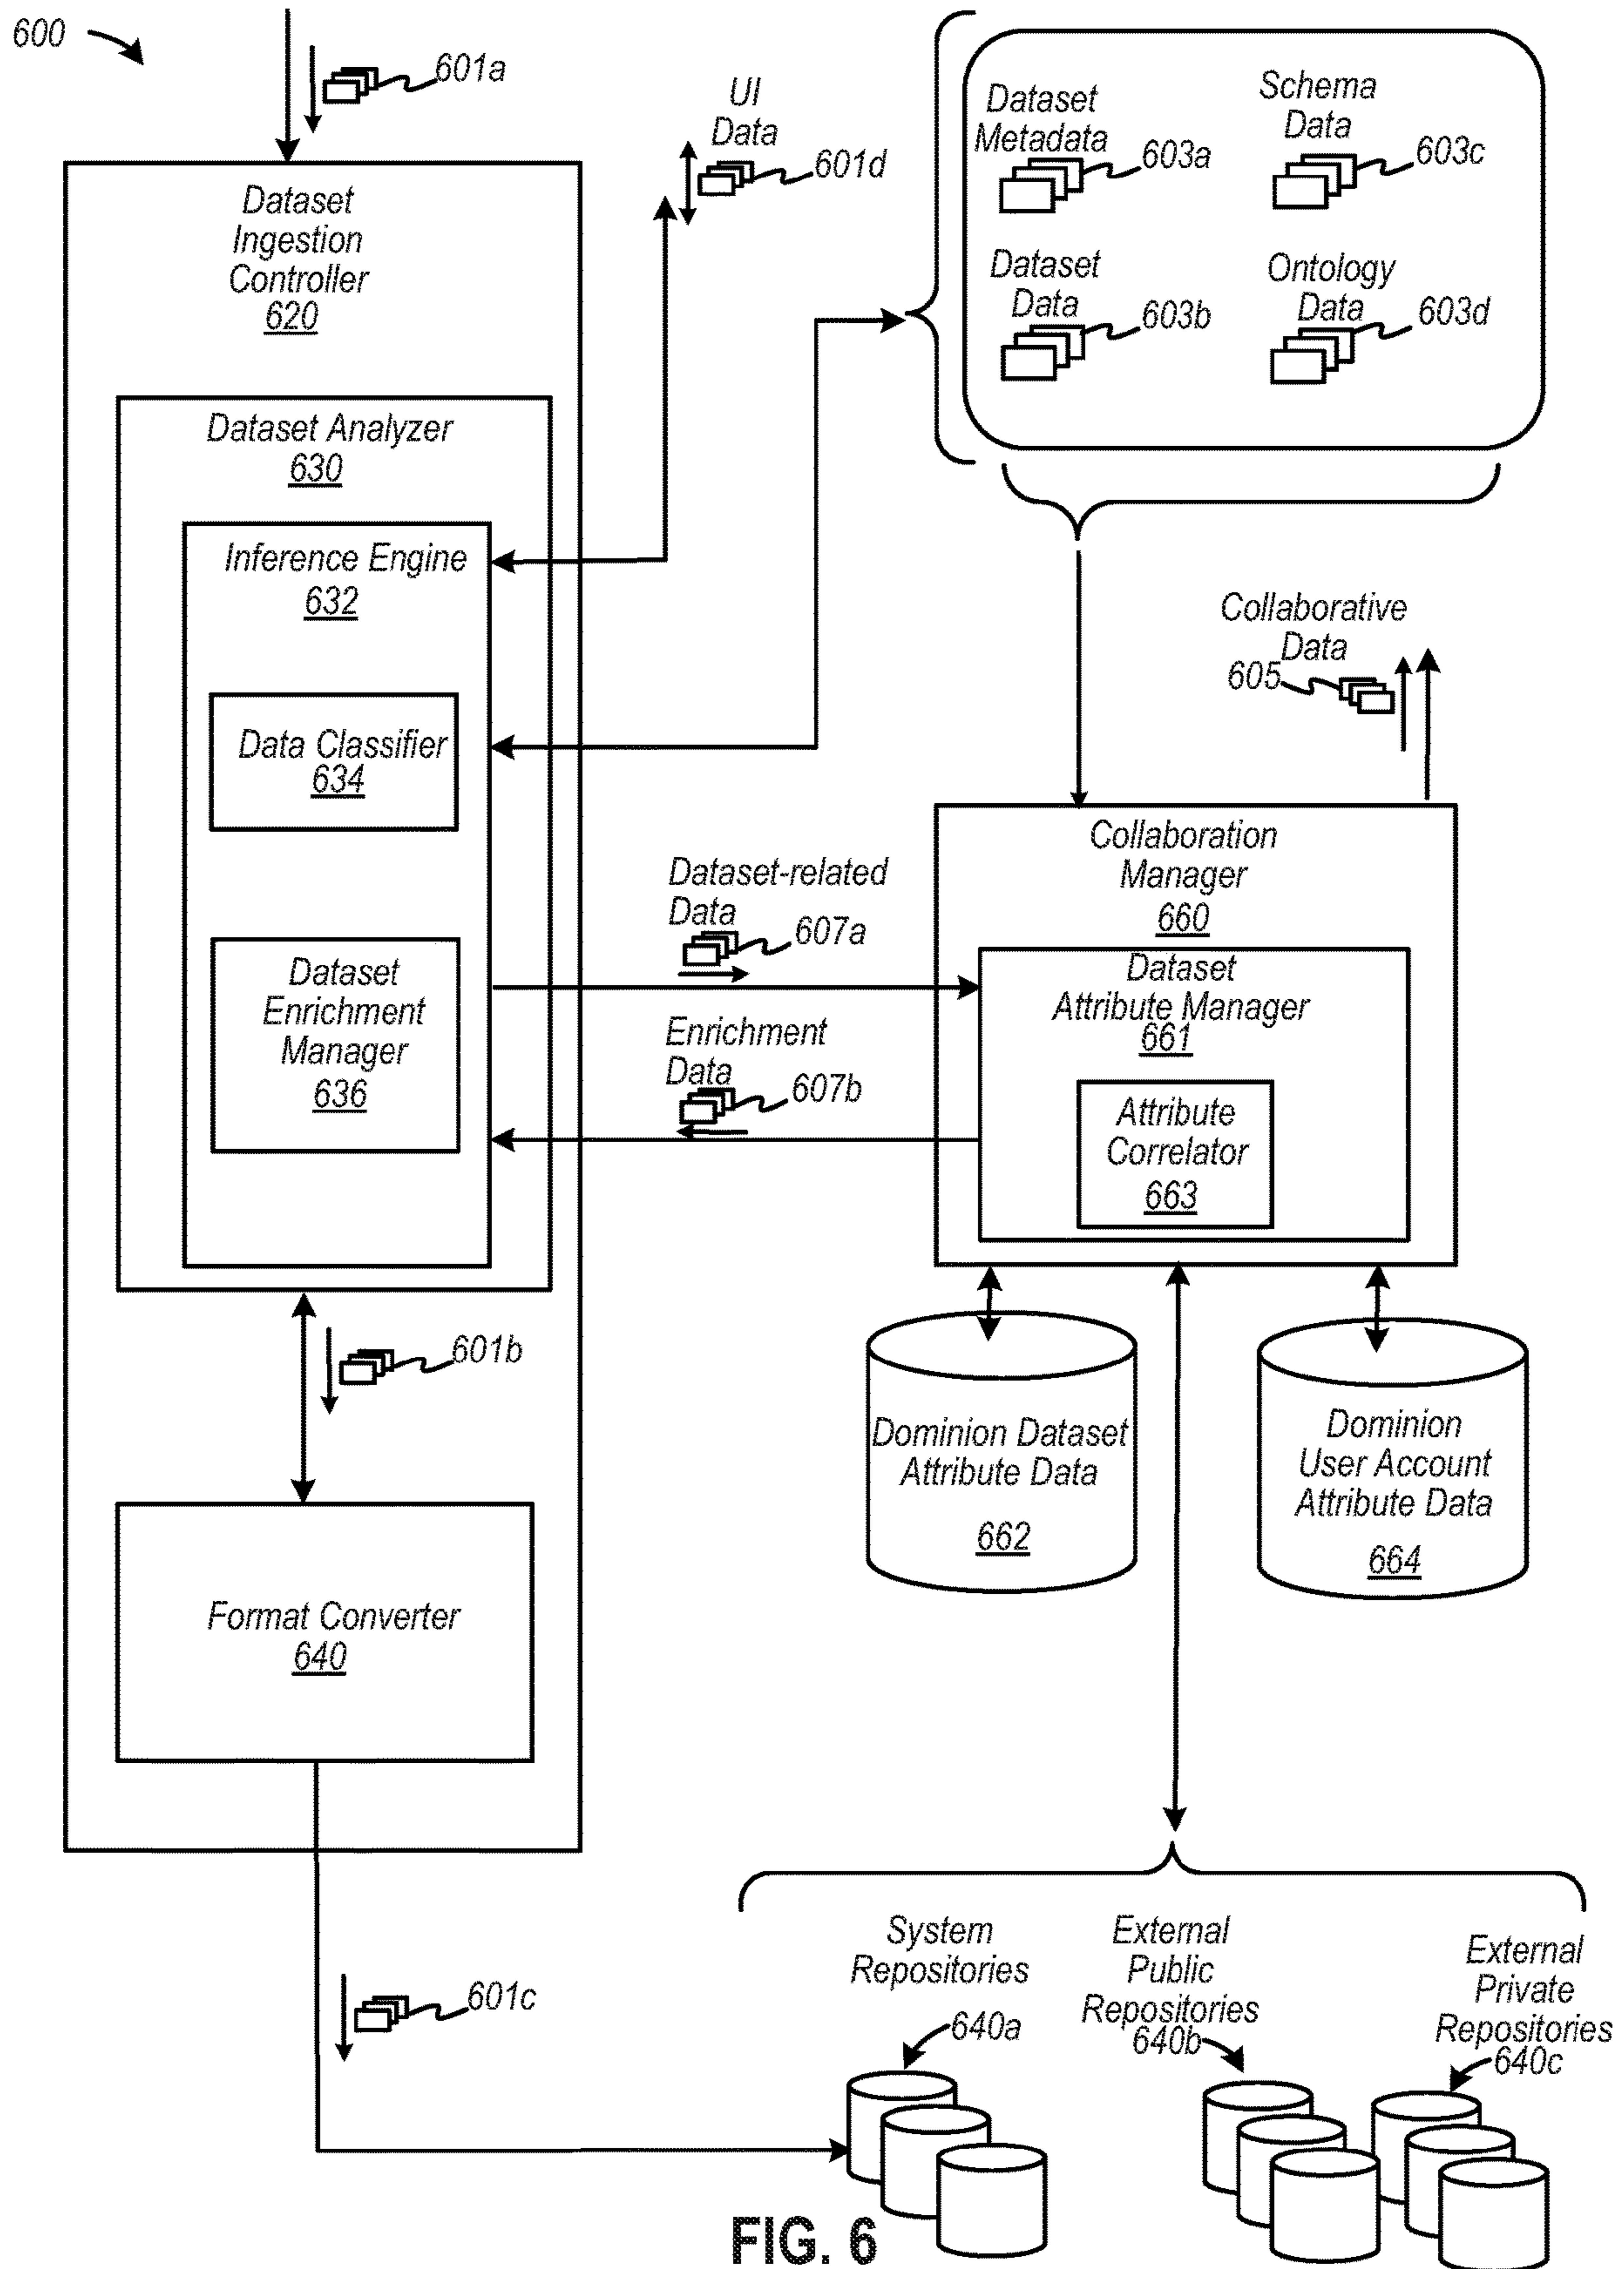 600
601a
Dataset
Ingestion
Controller
620
Dataset Analyzer
630
Inference Engine
632
Data Classifier
634
Dataset
Enrichment
Manager
636
601b
Format Converter
640
601c
UI
Data
601d
Dataset
Metadata
603a
Schema
Data
603c
Dataset
Data
603b
Ontology
Data
603d
Collaborative
Data
605
Dataset-related
Data
607a
Enrichment
Data
607b
Collaboration
Manager
660
Dataset
Attribute Manager
661
Attribute
Correlator
663
Dominion Dataset
Attribute Data
662
Dominion
User Account
Attribute Data
664
System
Repositories
640a
External
Public
Repositories
640b
External
Private
Repositories
640c
FIG. 6